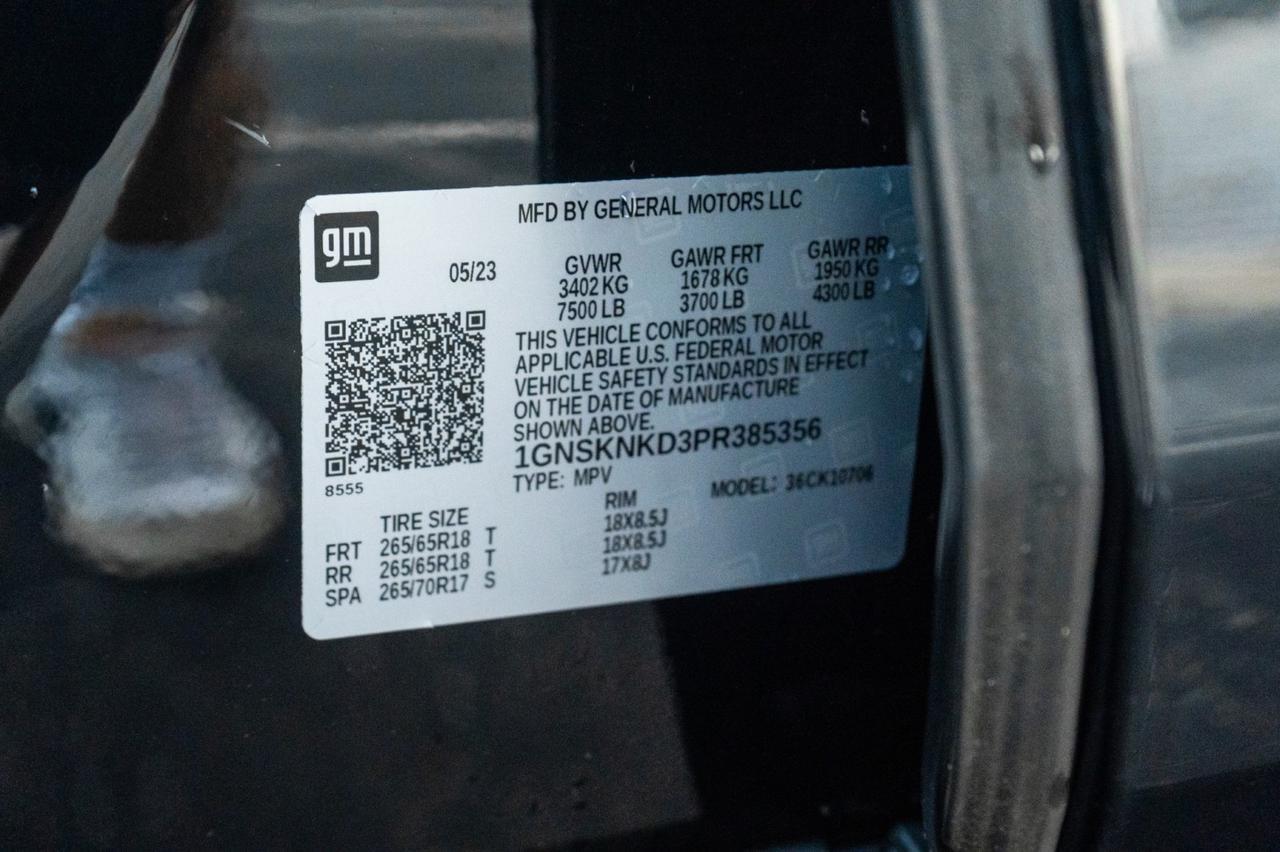 gm
MFD BY GENERAL MOTORS LLC
05/23
GVWR GAWR FRT GAWR RR
3402 KG 1678 KG 1950 KG
7500 LB 3700 LB 4300 LB
THIS VEHICLE CONFORMS TO ALL
APPLICABLE U.S. FEDERAL MOTOR
VEHICLE SAFETY STANDARDS IN EFFECT
ON THE DATE OF MANUFACTURE
SHOWN ABOVE.
1GNSKNKD3PR385356
8555
TYPE: MPV MODEL: 36CK10706
TIRE SIZE RIM
FRT 265/65R18 T 18X8.5J
RR 265/65R18 T 18X8.5J
SPA 265/70R17 S 17X8J